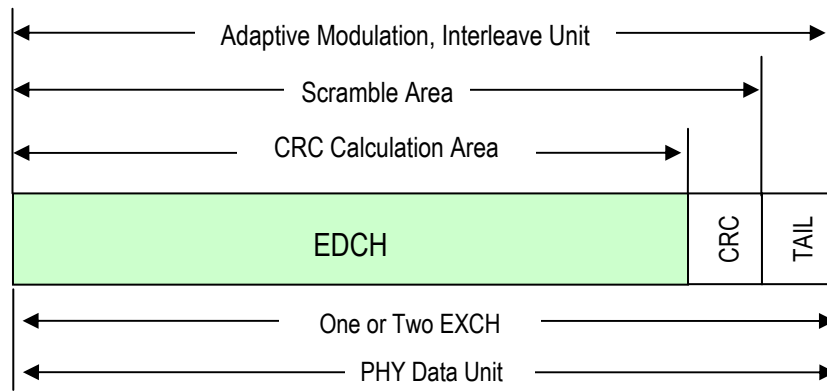 Adaptive Modulation, Interleave Unit
Scramble Area
CRC Calculation Area
EDCH
CRC
TAIL
One or Two EXCH
PHY Data Unit